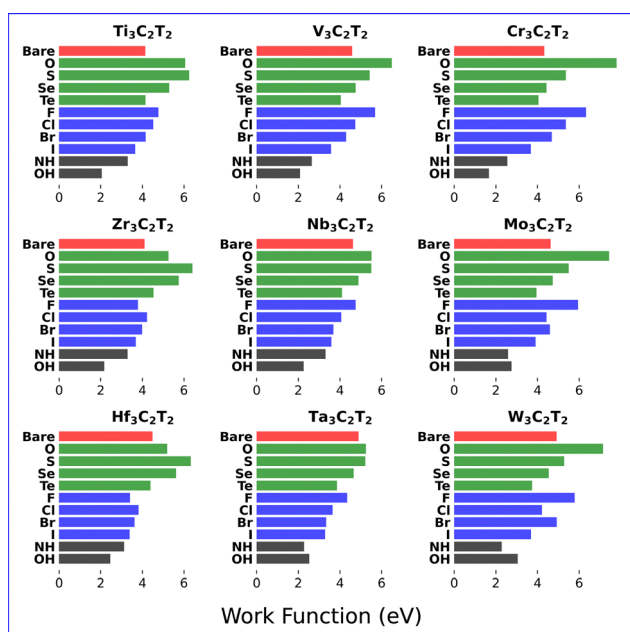 Ti₃C₂T₂ V₃C₂T₂ Cr₃C₂T₂
Bare Bare Bare
O O O
S S S
Se Se Se
Te Te Te
F F F
Cl Cl Cl
Br Br Br
I I I
NH NH NH
OH OH OH
0 2 4 6 0 2 4 6 0 2 4 6
Zr₃C₂T₂ Nb₃C₂T₂ Mo₃C₂T₂
Bare Bare Bare
O O O
S S S
Se Se Se
Te Te Te
F F F
Cl Cl Cl
Br Br Br
I I I
NH NH NH
OH OH OH
0 2 4 6 0 2 4 6 0 2 4 6
Hf₃C₂T₂ Ta₃C₂T₂ W₃C₂T₂
Bare Bare Bare
O O O
S S S
Se Se Se
Te Te Te
F F F
Cl Cl Cl
Br Br Br
I I I
NH NH NH
OH OH OH
0 2 4 6 0 2 4 6 0 2 4 6
Work Function (eV)